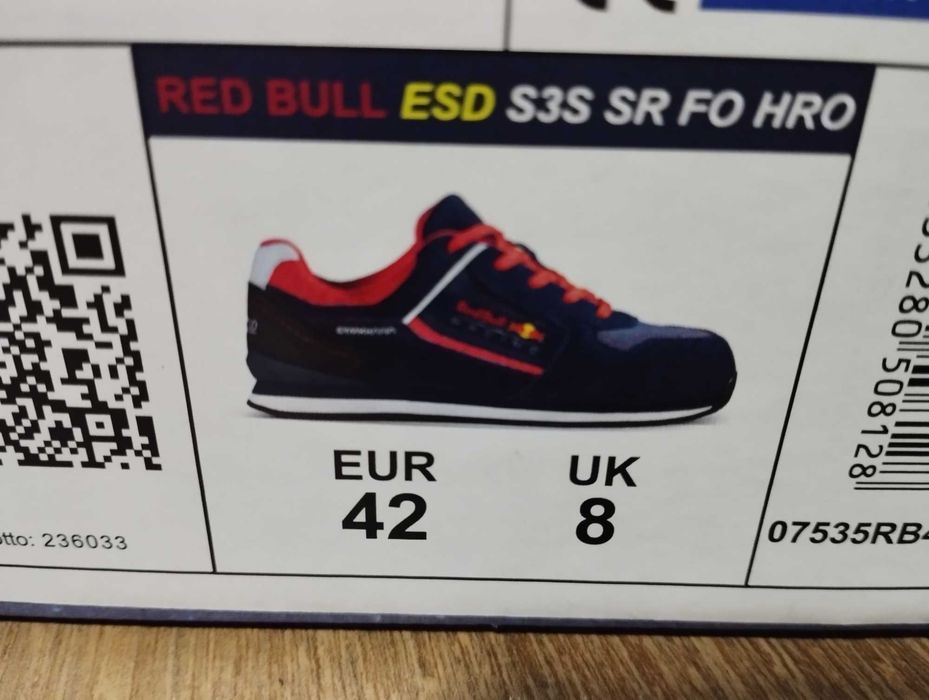 RED BULL ESD S3S SR FO HRO
EUR
42
UK
8
otto: 236033
07535RB4